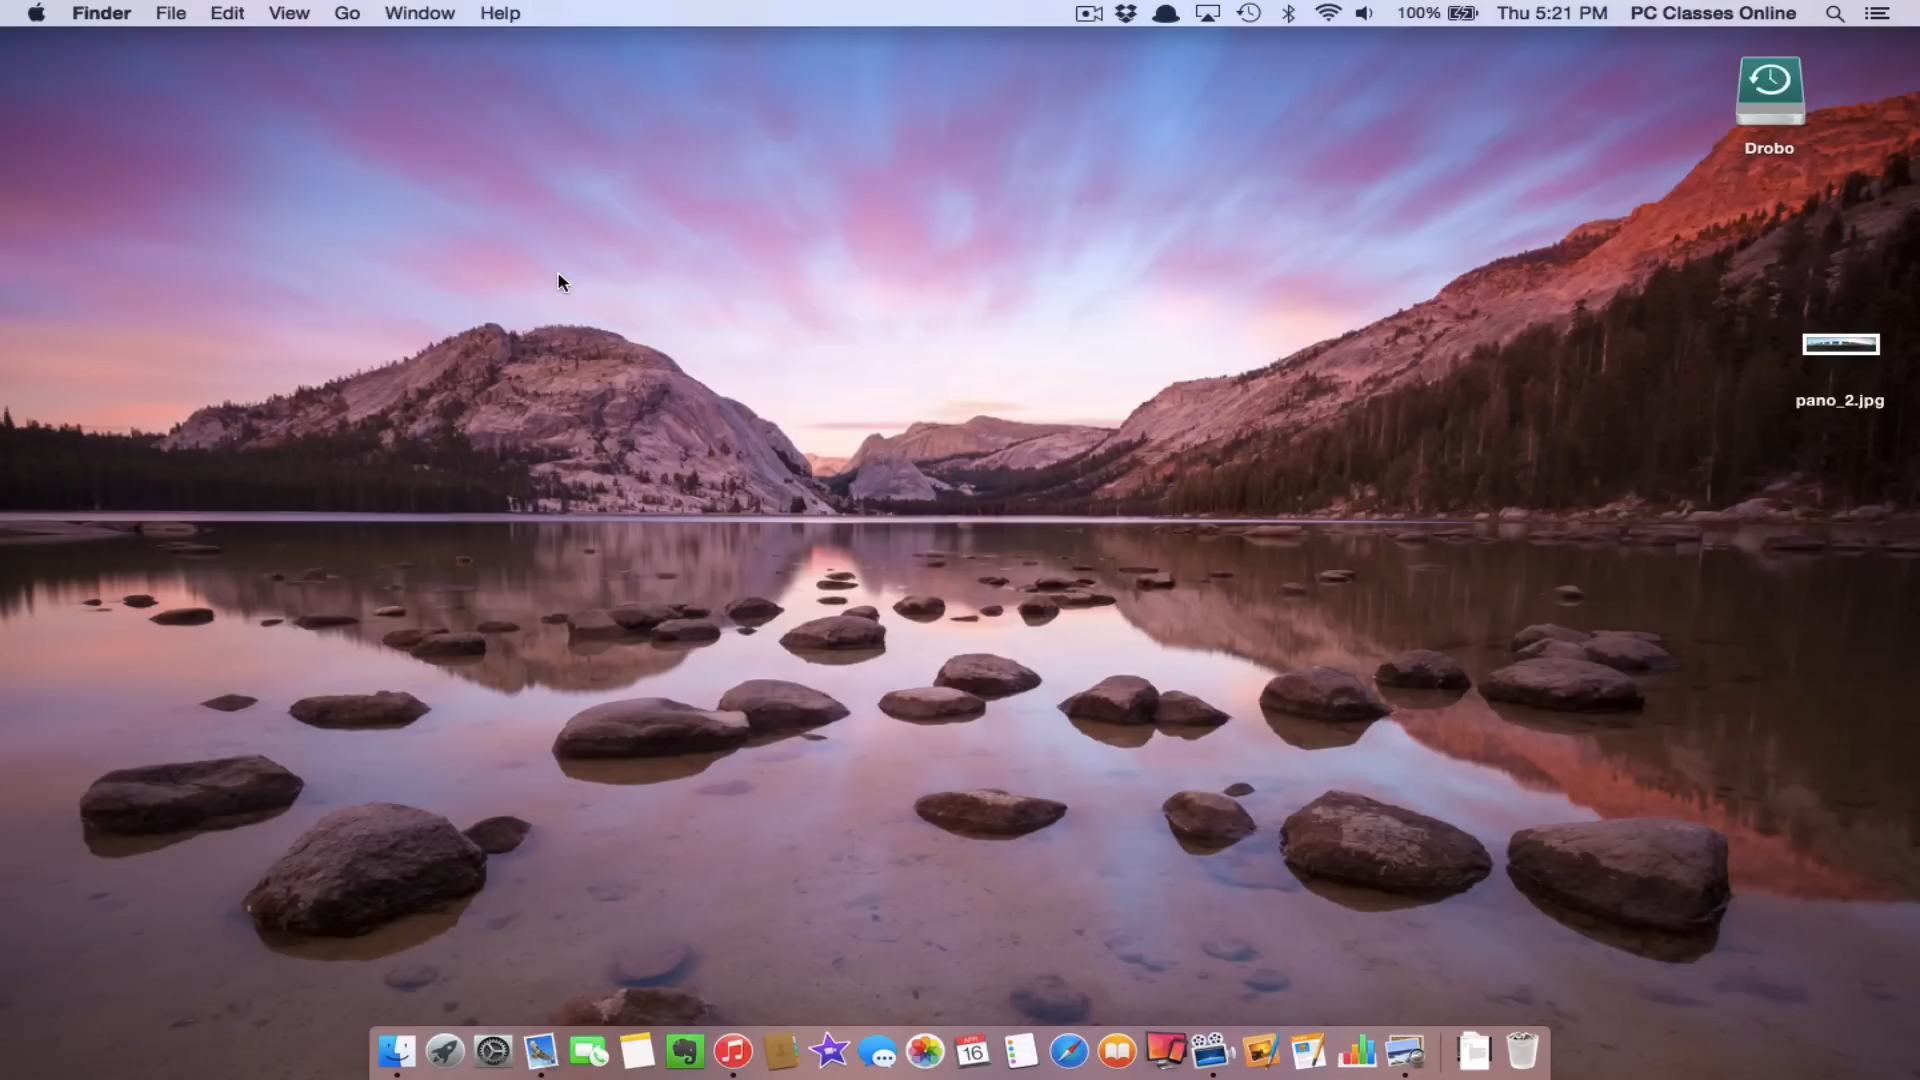 Finder File Edit View Go Window Help 100% Thu 5:21 PM PC Classes Online
Drobo
pano_2.jpg
APR
16